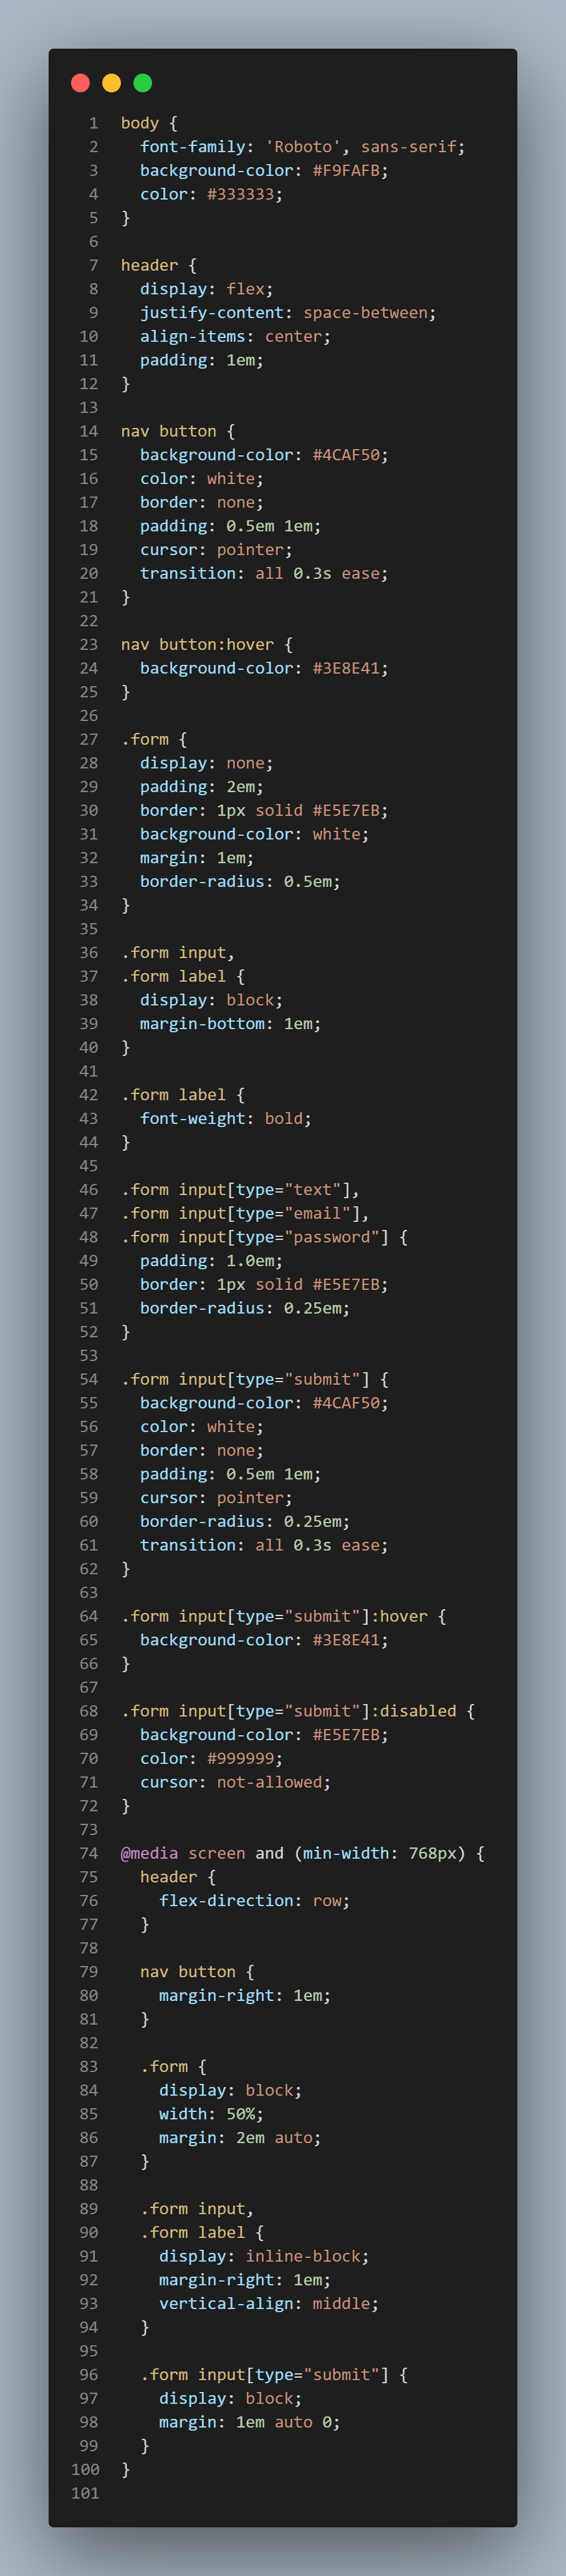 1 body {
2   font-family: 'Roboto', sans-serif;
3   background-color: #F9FAFB;
4   color: #333333;
5 }
6
7 header {
8   display: flex;
9   justify-content: space-between;
10   align-items: center;
11   padding: 1em;
12 }
13
14 nav button {
15   background-color: #4CAF50;
16   color: white;
17   border: none;
18   padding: 0.5em 1em;
19   cursor: pointer;
20   transition: all 0.3s ease;
21 }
22
23 nav button:hover {
24   background-color: #3E8E41;
25 }
26
27 .form {
28   display: none;
29   padding: 2em;
30   border: 1px solid #E5E7EB;
31   background-color: white;
32   margin: 1em;
33   border-radius: 0.5em;
34 }
35
36 .form input,
37 .form label {
38   display: block;
39   margin-bottom: 1em;
40 }
41
42 .form label {
43   font-weight: bold;
44 }
45
46 .form input[type="text"],
47 .form input[type="email"],
48 .form input[type="password"] {
49   padding: 1.0em;
50   border: 1px solid #E5E7EB;
51   border-radius: 0.25em;
52 }
53
54 .form input[type="submit"] {
55   background-color: #4CAF50;
56   color: white;
57   border: none;
58   padding: 0.5em 1em;
59   cursor: pointer;
60   border-radius: 0.25em;
61   transition: all 0.3s ease;
62 }
63
64 .form input[type="submit"]:hover {
65   background-color: #3E8E41;
66 }
67
68 .form input[type="submit"]:disabled {
69   background-color: #E5E7EB;
70   color: #999999;
71   cursor: not-allowed;
72 }
73
74 @media screen and (min-width: 768px) {
75   header {
76     flex-direction: row;
77   }
78
79   nav button {
80     margin-right: 1em;
81   }
82
83   .form {
84     display: block;
85     width: 50%;
86     margin: 2em auto;
87   }
88
89   .form input,
90   .form label {
91     display: inline-block;
92     margin-right: 1em;
93     vertical-align: middle;
94   }
95
96   .form input[type="submit"] {
97     display: block;
98     margin: 1em auto 0;
99   }
100 }
101